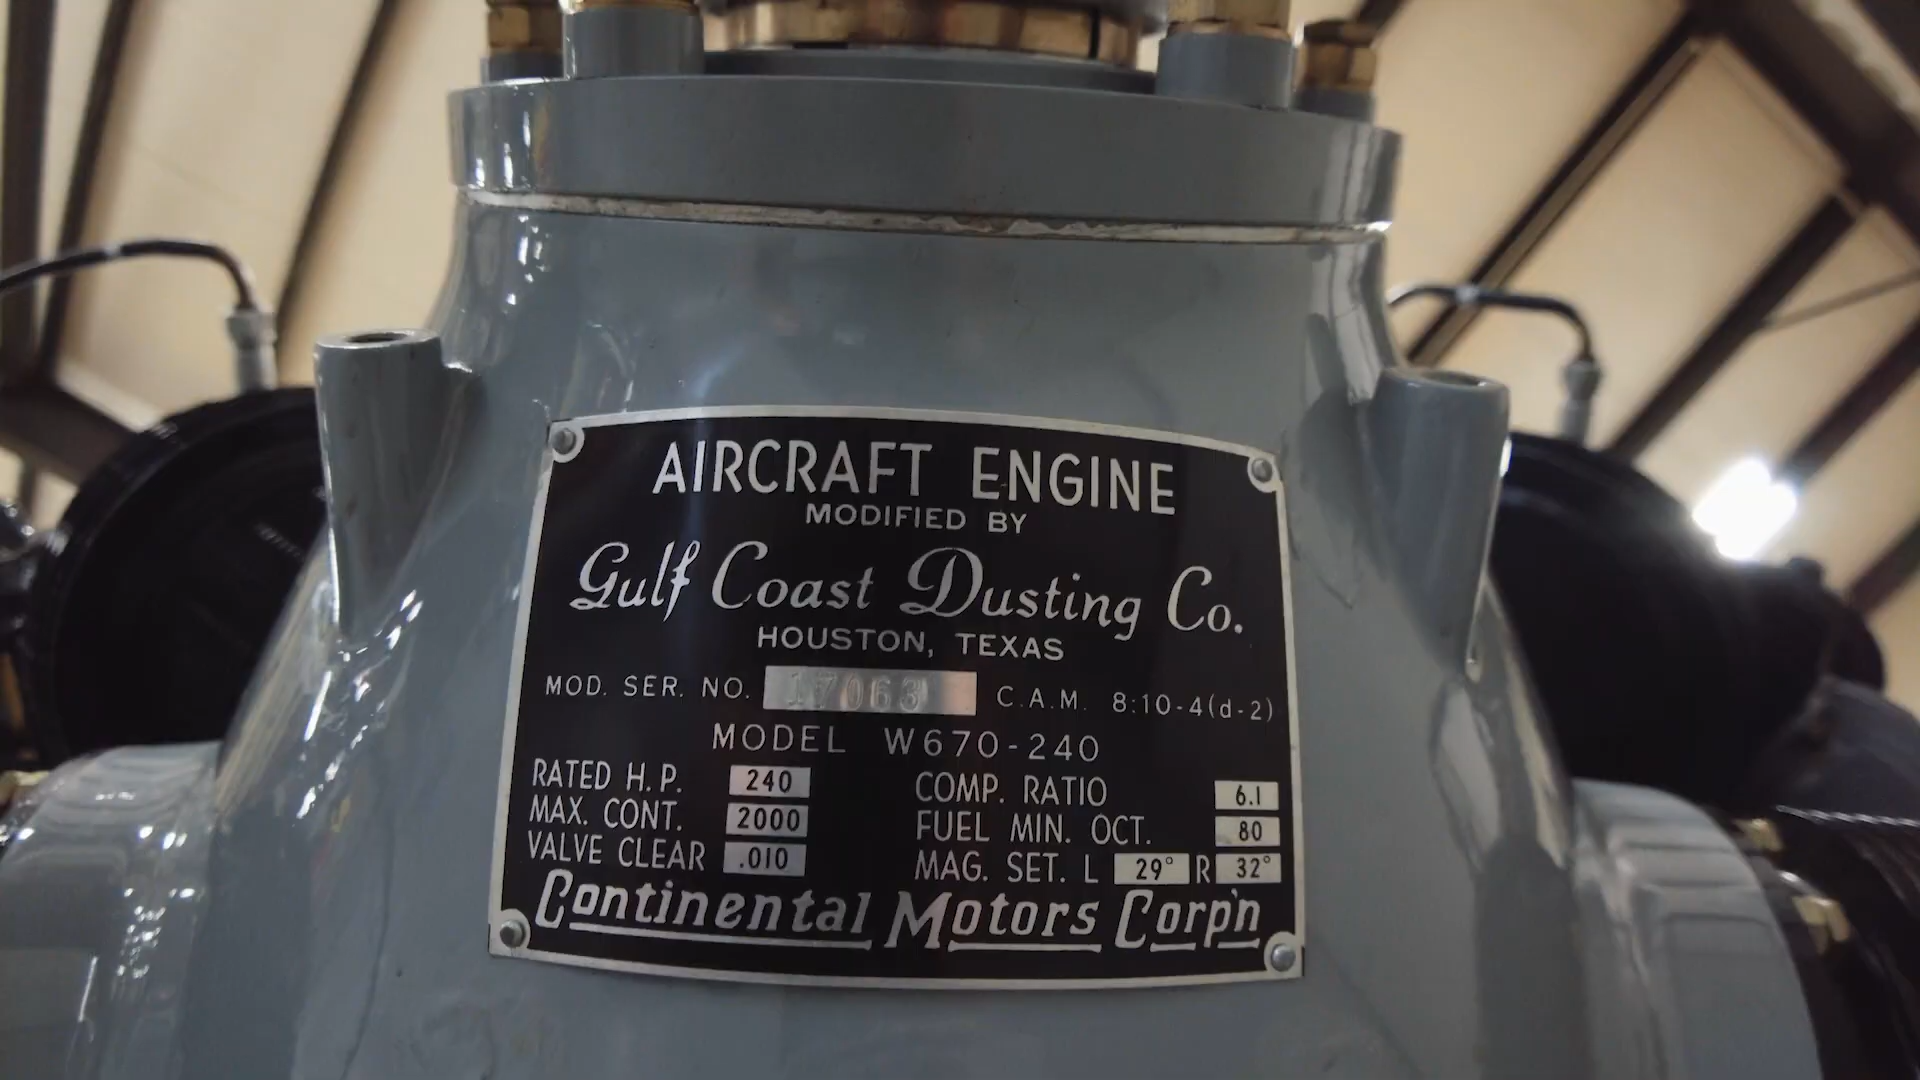 AIRCRAFT ENGINE
MODIFIED BY
Gulf Coast Dusting Co.
HOUSTON, TEXAS
MOD. SER. NO. 17063 C.A.M. 8:10-4(d-2)
MODEL W670-240
RATED H.P. 240 COMP. RATIO 6.1
MAX. CONT. 2000 FUEL MIN. OCT. 80
VALVE CLEAR .010 MAG. SET. L 29° R 32°
Continental Motors Corp'n